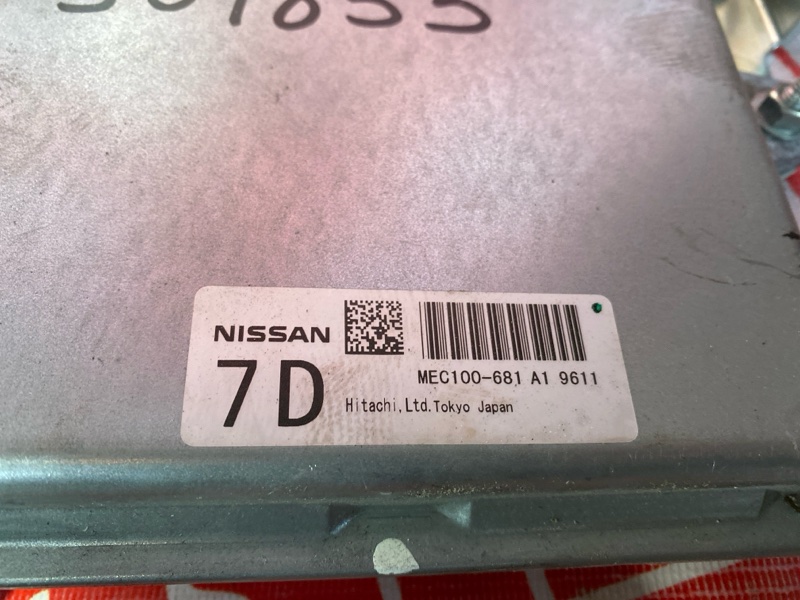 NISSAN
7D
MEC100-681 A1 9611
Hitachi,Ltd.Tokyo Japan